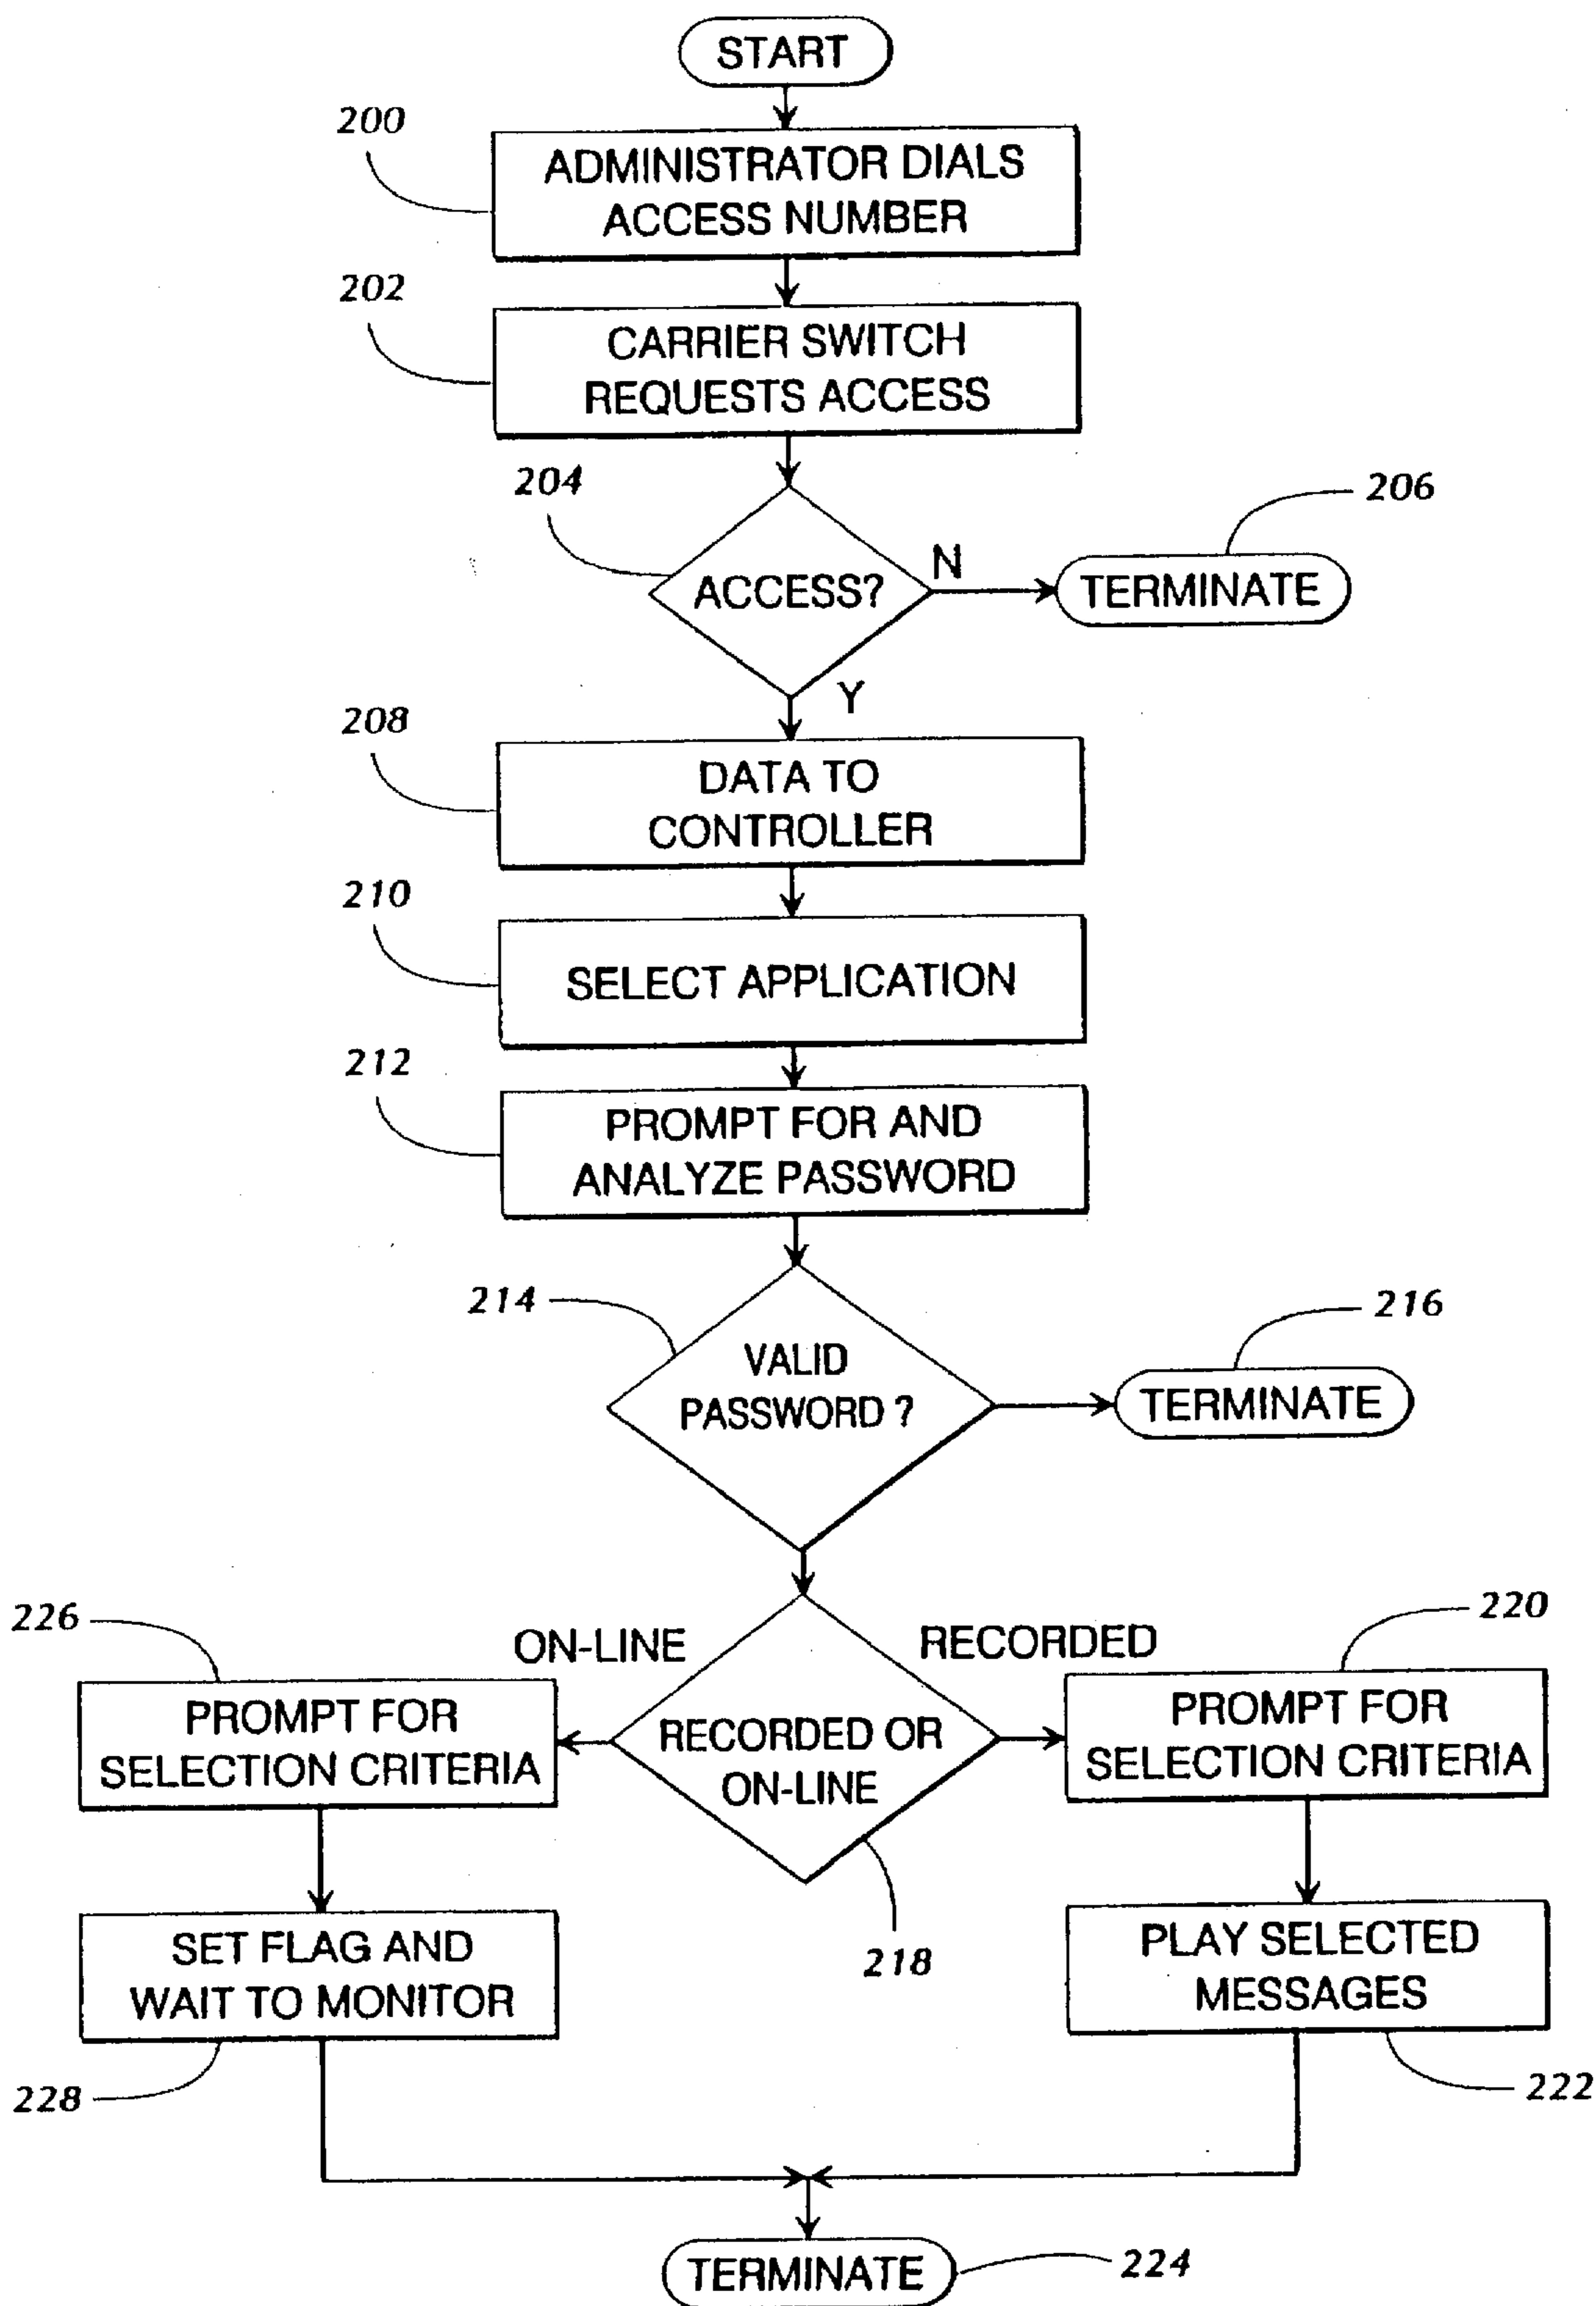 START
200
ADMINISTRATOR DIALS
ACCESS NUMBER
202
CARRIER SWITCH
REQUESTS ACCESS
204
206
ACCESS?
N
TERMINATE
Y
208
DATA TO
CONTROLLER
210
SELECT APPLICATION
212
PROMPT FOR AND
ANALYZE PASSWORD
214
216
VALID
PASSWORD ?
TERMINATE
226
220
ON-LINE
RECORDED
PROMPT FOR
SELECTION CRITERIA
RECORDED OR
ON-LINE
PROMPT FOR
SELECTION CRITERIA
218
SET FLAG AND
WAIT TO MONITOR
PLAY SELECTED
MESSAGES
228
222
TERMINATE
224